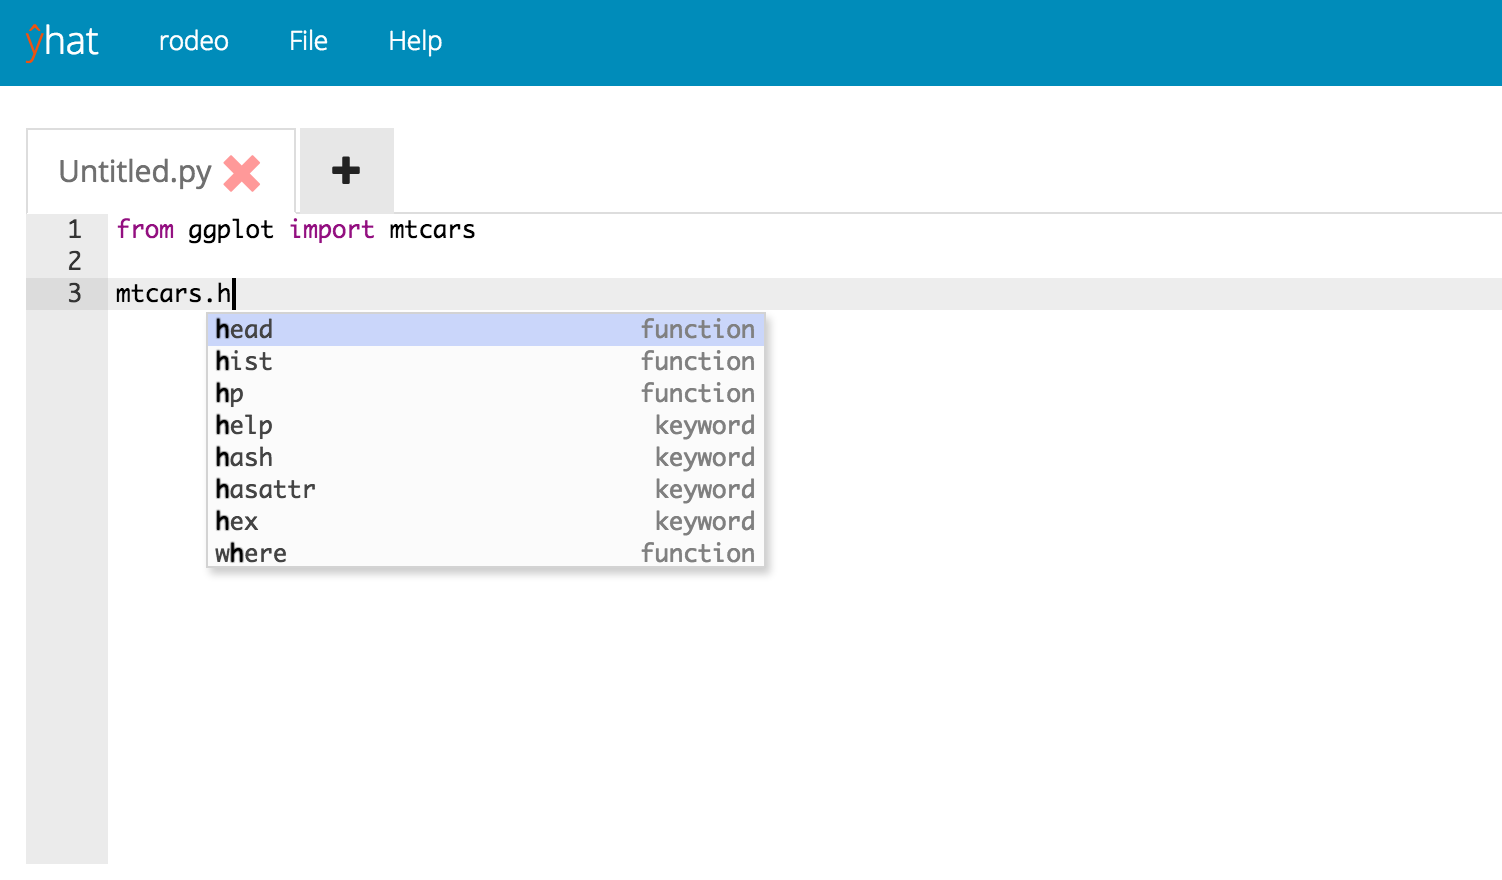 ŷhat rodeo File Help
Untitled.py
1 from ggplot import mtcars
2
3 mtcars.h
head function
hist function
hp function
help keyword
hash keyword
hasattr keyword
hex keyword
where function